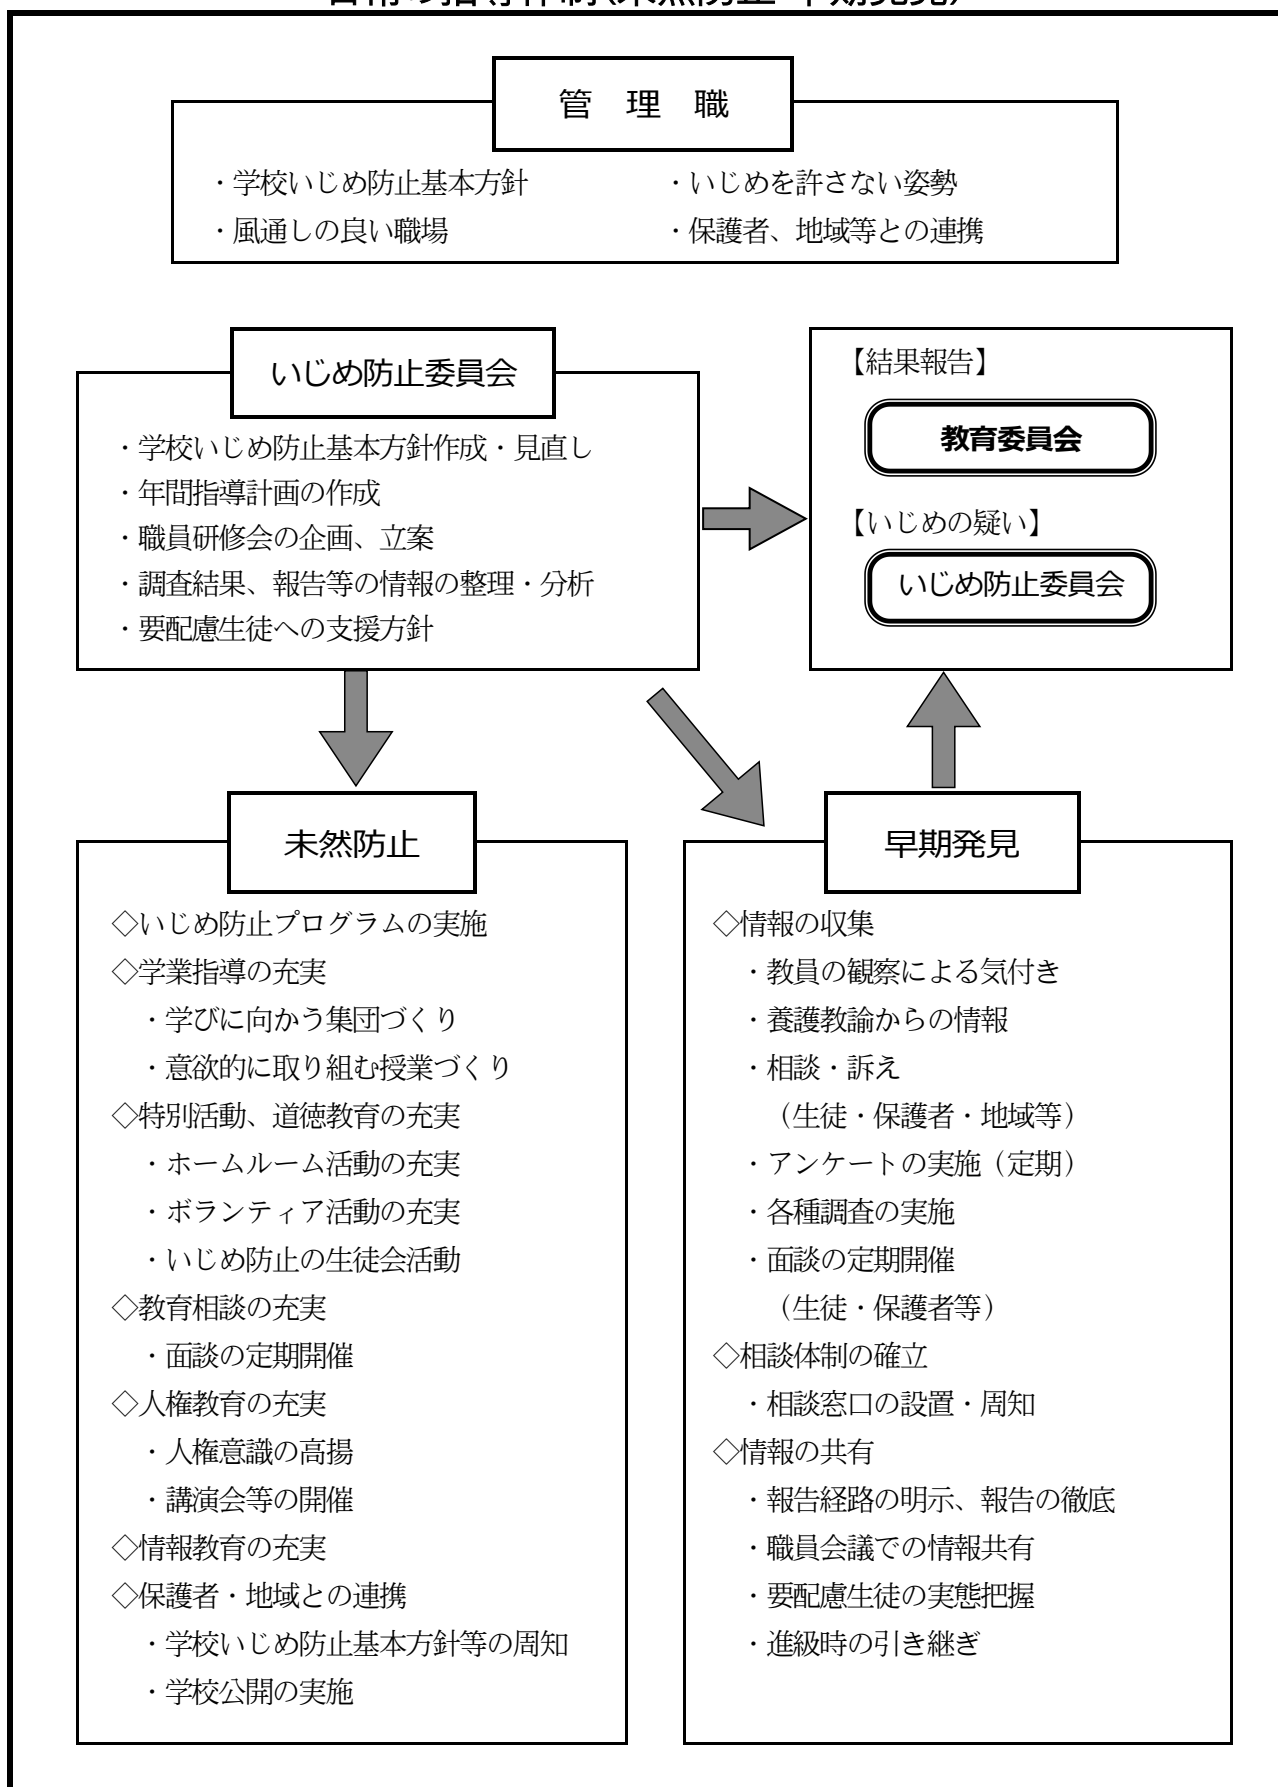 管　理　職
・学校いじめ防止基本方針　・いじめを許さない姿勢
・風通しの良い職場　・保護者、地域等との連携
いじめ防止委員会
・学校いじめ防止基本方針作成・見直し
・年間指導計画の作成
・職員研修会の企画、立案
・調査結果、報告等の情報の整理・分析
・要配慮生徒への支援方針
【結果報告】
教育委員会
【いじめの疑い】
いじめ防止委員会
未然防止
◇いじめ防止プログラムの実施
◇学業指導の充実
・学びに向かう集団づくり
・意欲的に取り組む授業づくり
◇特別活動、道徳教育の充実
・ホームルーム活動の充実
・ボランティア活動の充実
・いじめ防止の生徒会活動
◇教育相談の充実
・面談の定期開催
◇人権教育の充実
・人権意識の高揚
・講演会等の開催
◇情報教育の充実
◇保護者・地域との連携
・学校いじめ防止基本方針等の周知
・学校公開の実施
早期発見
◇情報の収集
・教員の観察による気付き
・養護教諭からの情報
・相談・訴え
（生徒・保護者・地域等）
・アンケートの実施（定期）
・各種調査の実施
・面談の定期開催
（生徒・保護者等）
◇相談体制の確立
・相談窓口の設置・周知
◇情報の共有
・報告経路の明示、報告の徹底
・職員会議での情報共有
・要配慮生徒の実態把握
・進級時の引き継ぎ